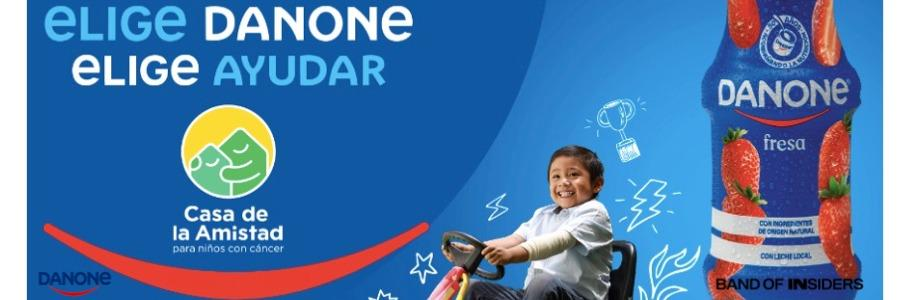 ELIGE DANONE
ELIGE AYUDAR
Casa de
la Amistad
para niños con cáncer
DANONE
DANONE
fresa
CON INGREDIENTES
DE ORIGEN NATURAL
CON LECHE LOCAL
BAND OF INSIDERS